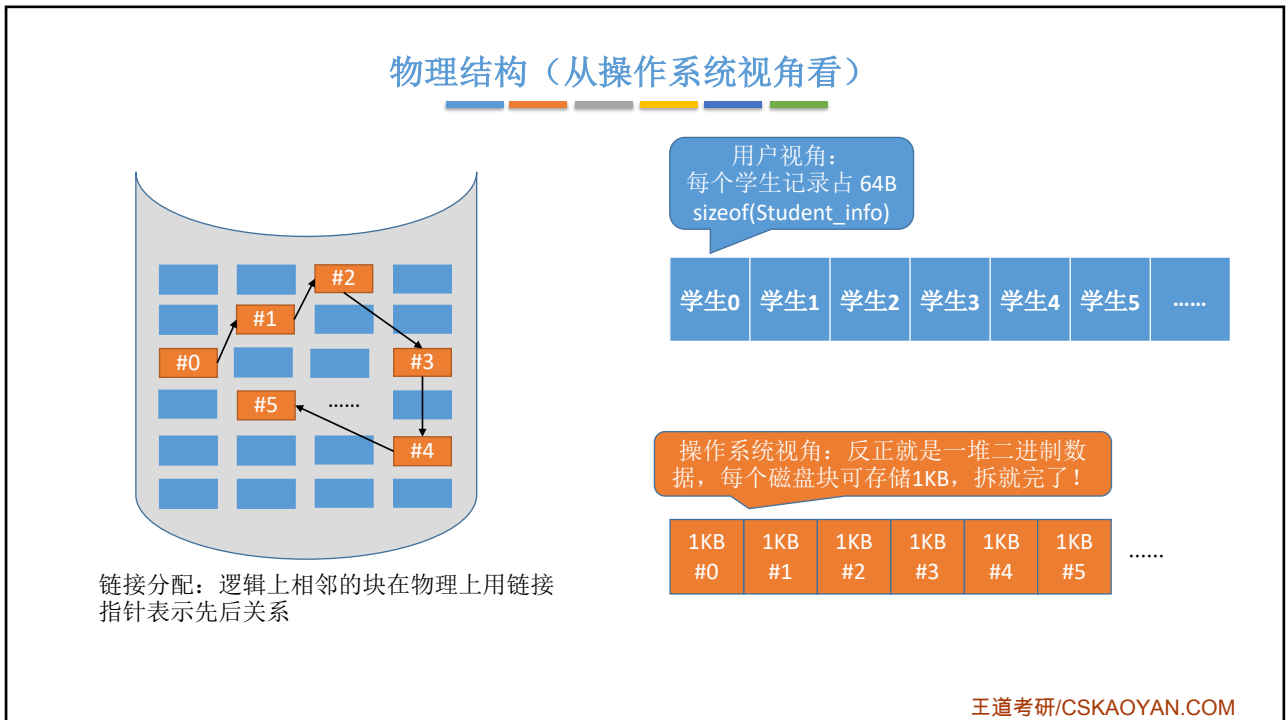 物理结构（从操作系统视角看）
用户视角：
每个学生记录占 64B
sizeof(Student_info)
学生0 学生1 学生2 学生3 学生4 学生5 ……
#2
#1
#0
#3
#5
……
#4
操作系统视角：反正就是一堆二进制数
据，每个磁盘块可存储1KB，拆就完了！
1KB 1KB 1KB 1KB 1KB 1KB
#0 #1 #2 #3 #4 #5
……
链接分配：逻辑上相邻的块在物理上用链接
指针表示先后关系
王道考研/CSKAOYAN.COM